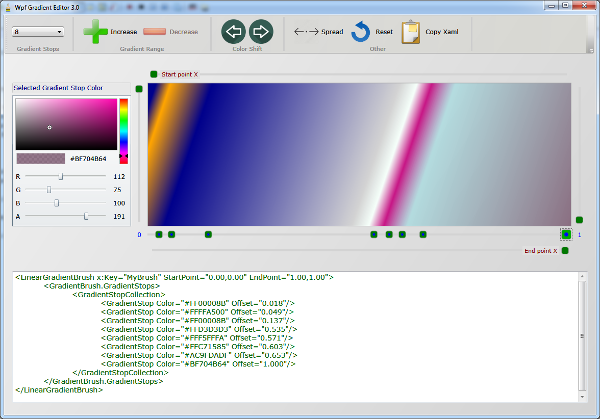 Wpf Gradient Editor 3.0
8
Increase
Decrease
Spread
Reset
Copy Xaml
Gradient Stops
Gradient Range
Color Shift
Other
Start point X
Selected Gradient Stop Color
#BF704B64
R 112
G 75
B 100
A 191
0
1
End point X
<LinearGradientBrush x:Key="MyBrush" StartPoint="0.00,0.00" EndPoint="1.00,1.00">
<GradientBrush.GradientStops>
<GradientStopCollection>
<GradientStop Color="#FF00008B" Offset="0.018"/>
<GradientStop Color="#FFFFA500" Offset="0.049"/>
<GradientStop Color="#FF00008B" Offset="0.137"/>
<GradientStop Color="#FFD3D3D3" Offset="0.535"/>
<GradientStop Color="#FFF5FFFA" Offset="0.571"/>
<GradientStop Color="#FFC71585" Offset="0.603"/>
<GradientStop Color="#AC9FDADF" Offset="0.653"/>
<GradientStop Color="#BF704B64" Offset="1.000"/>
</GradientStopCollection>
</GradientBrush.GradientStops>
</LinearGradientBrush>